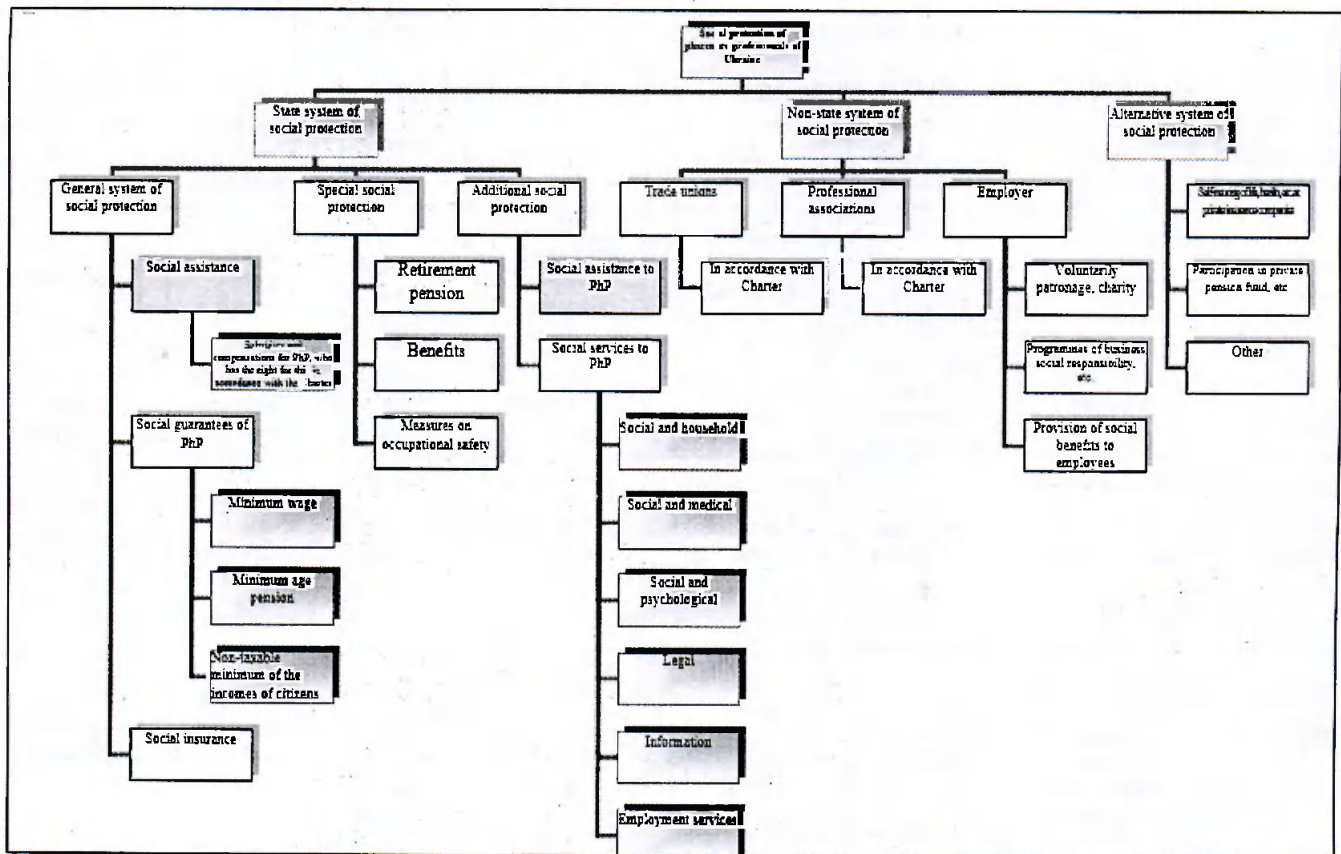 Social protection of
professionals of
Ukraine
State system of
social protection
Non-state system of
social protection
Alternative system of
social protection
General system of
social protection
Special social
protection
Additional social
protection
Trade unions
Professional
associations
Employer
Social assistance
Retirement
pension
Social assistance to
PhP
In accordance with
Charter
In accordance with
Charter
Voluntarily
patronage, charity
Participation in private
pension fund, etc
compensations for PhP, who
has the right for this in
accordance with the
Benefits
Social services to
PhP
Programmes of business
social responsibility,
etc.
Other
Social guarantees of
PhP
Measures on
occupational safety
Social and household
Provision of social
benefits to
employees
Minimum wage
Social and medical
Minimum age
pension
Social and
psychological
Non-taxable
minimum of the
incomes of citizens
Legal
Social insurance
Information
Employment services